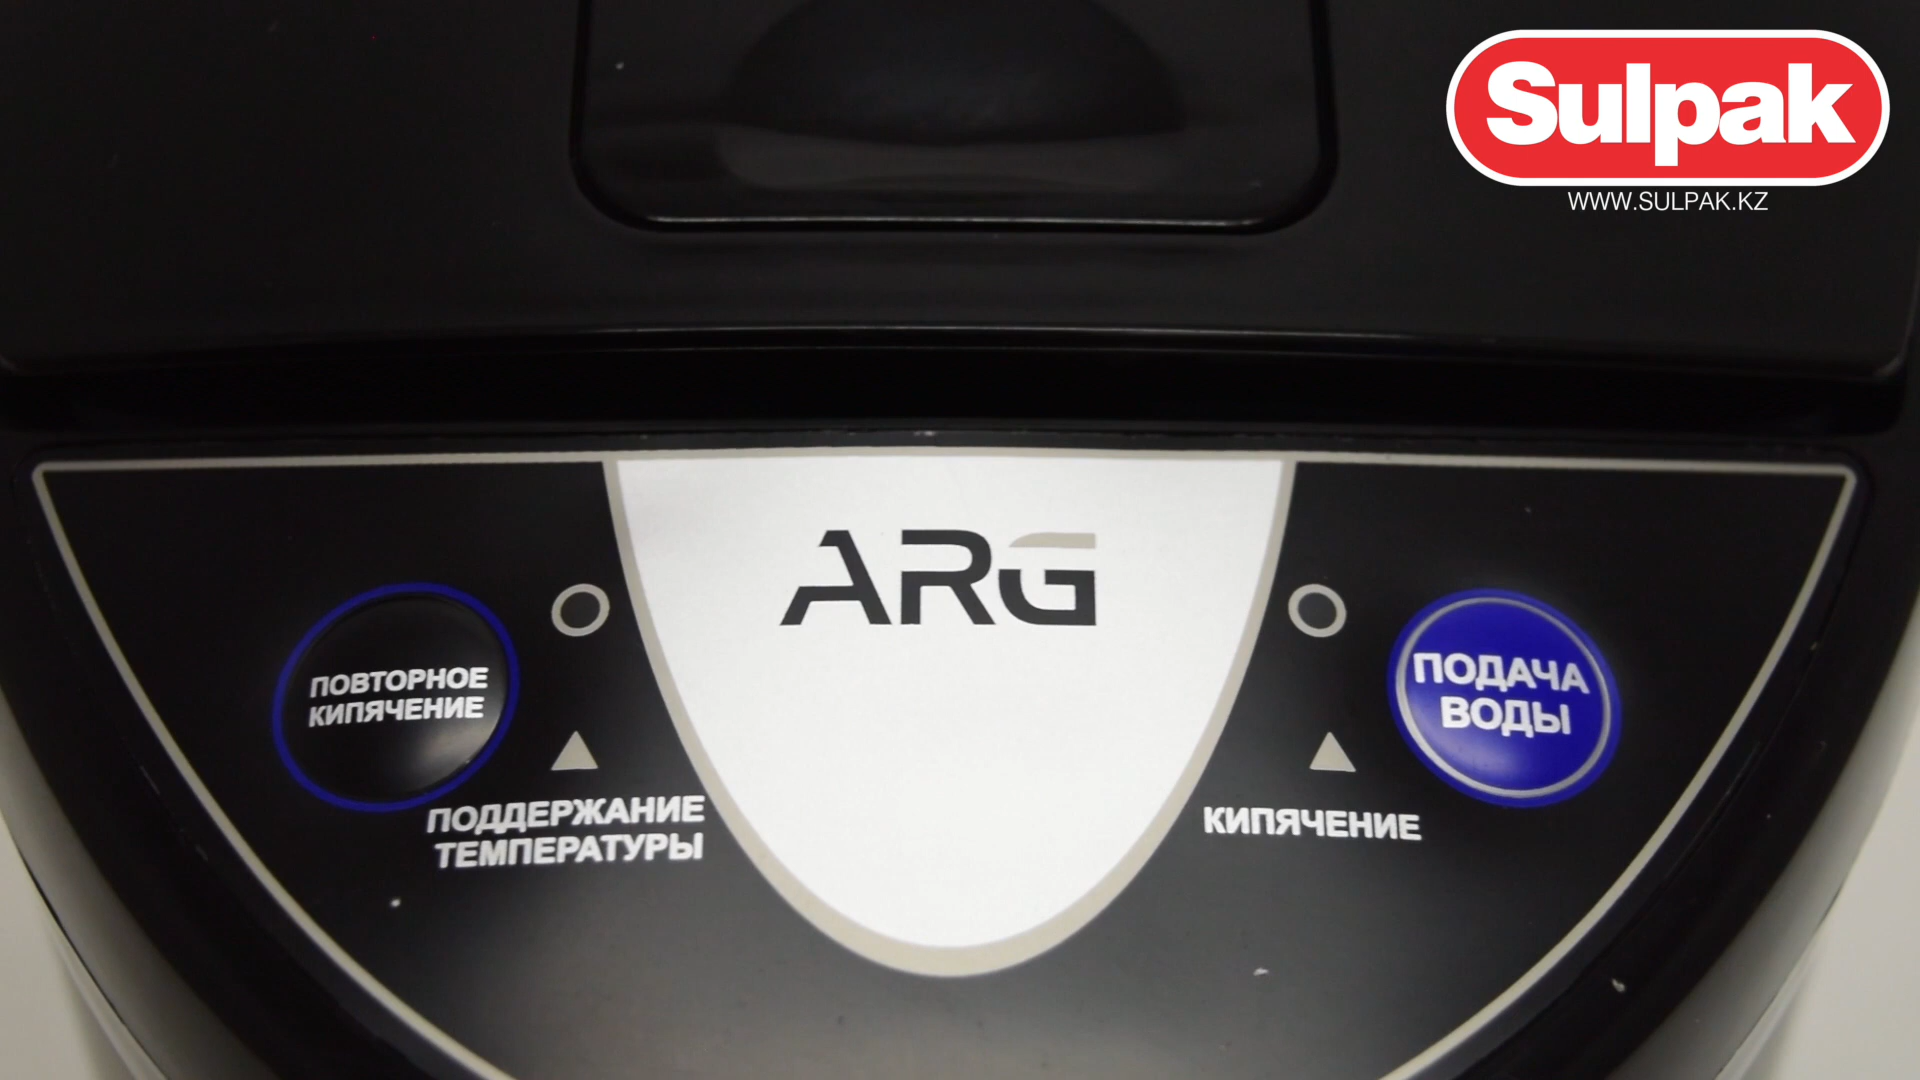 Sulpak
WWW.SULPAK.KZ
ARG
ПОВТОРНОЕ
КИПЯЧЕНИЕ
ПОДДЕРЖАНИЕ
ТЕМПЕРАТУРЫ
КИПЯЧЕНИЕ
ПОДАЧА
ВОДЫ